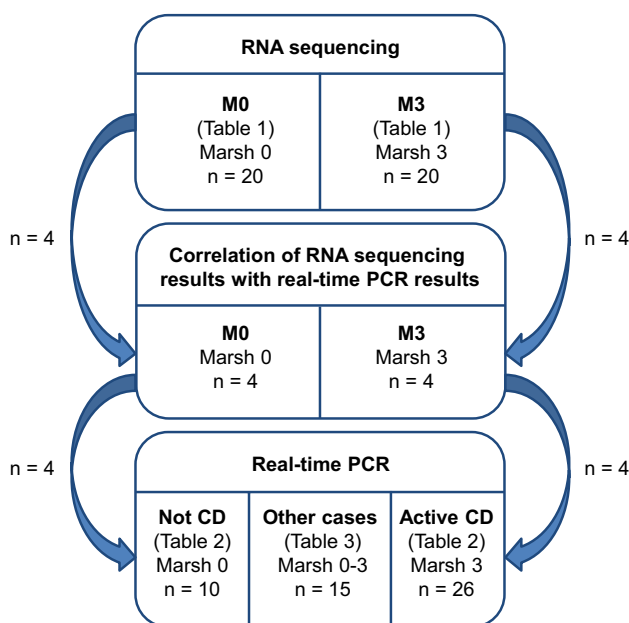 RNA sequencing
M0
(Table 1)
Marsh 0
n = 20
M3
(Table 1)
Marsh 3
n = 20
n = 4
n = 4
Correlation of RNA sequencing
results with real-time PCR results
M0
Marsh 0
n = 4
M3
Marsh 3
n = 4
n = 4
n = 4
Real-time PCR
Not CD
(Table 2)
Marsh 0
n = 10
Other cases
(Table 3)
Marsh 0-3
n = 15
Active CD
(Table 2)
Marsh 3
n = 26